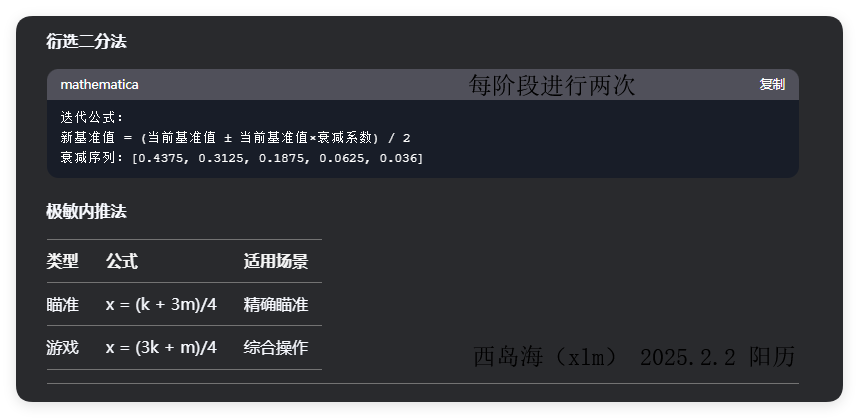 衍选二分法
mathematica 每阶段进行两次 复制
迭代公式:
新基准值 = (当前基准值 ± 当前基准值×衰减系数) / 2
衰减序列: [0.4375, 0.3125, 0.1875, 0.0625, 0.036]
极敏内推法
类型 公式 适用场景
瞄准 x = (k + 3m)/4 精确瞄准
游戏 x = (3k + m)/4 综合操作
西岛海（xlm） 2025.2.2 阳历